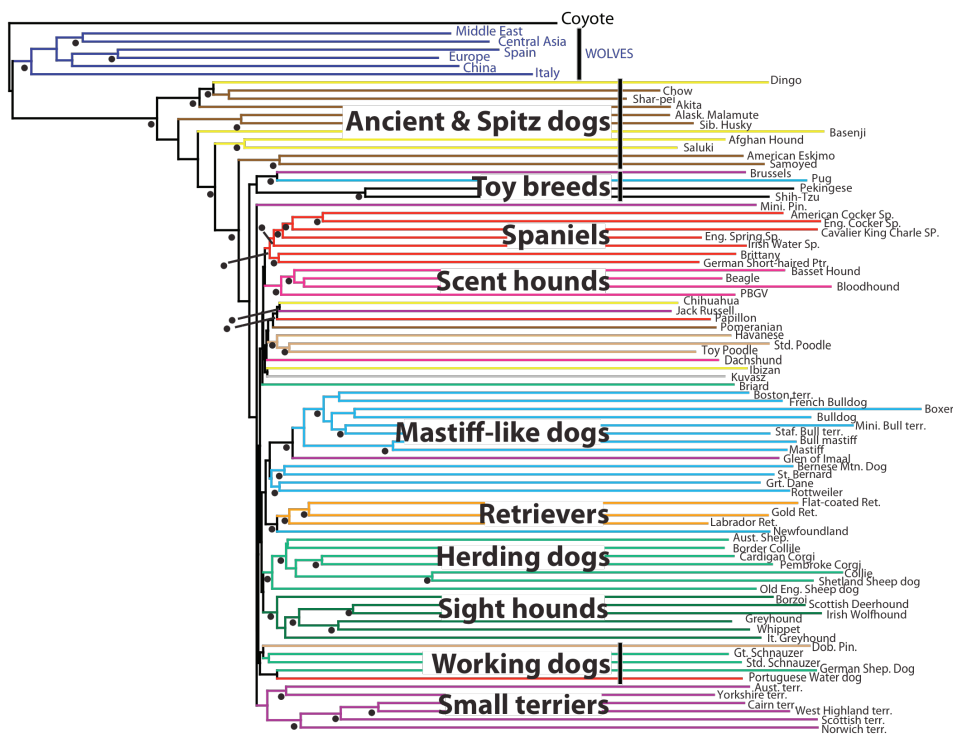 Coyote
Middle East
Central Asia
Spain
WOLVES
Europe
China
Italy
Dingo
Chow
Shar-pei
Akita
Alask. Malamute
Ancient & Spitz dogs
Sib. Husky
Basenji
Afghan Hound
Saluki
American Eskimo
Samoyed
Brussels
Pug
Toy breeds
Pekingese
Shih-Tzu
Mini. Pin.
American Cocker Sp.
Eng. Cocker Sp.
Cavalier King Charle SP.
Spaniels
Eng. Spring Sp.
Irish Water Sp.
Brittany
German Short-haired Ptr.
Basset Hound
Scent hounds
Beagle
Bloodhound
PBGV
Chihuahua
Jack Russell
Papillon
Pomeranian
Havanese
Std. Poodle
Toy Poodle
Dachshund
Ibizan
Kuvasz
Briard
Boston terr.
French Bulldog
Boxer
Bulldog
Mini. Bull terr.
Mastiff-like dogs
Staf. Bull terr.
Bull mastiff
Mastiff
Glen of Imaal
Bernese Mtn. Dog
St. Bernard
Grt. Dane
Rottweiler
Flat-coated Ret.
Retrievers
Gold Ret.
Labrador Ret.
Newfoundland
Aust. Shep.
Border Collile
Herding dogs
Cardigan Corgi
Pembroke Corgi
Collie
Shetland Sheep dog
Old Eng. Sheep dog
Borzoi
Sight hounds
Scottish Deerhound
Irish Wolfhound
Greyhound
Whippet
It. Greyhound
Dob. Pin.
Gt. Schnauzer
Working dogs
Std. Schnauzer
German Shep. Dog
Portuguese Water dog
Aust. terr.
Yorkshire terr.
Small terriers
Cairn terr.
West Highland terr.
Scottish terr.
Norwich terr.